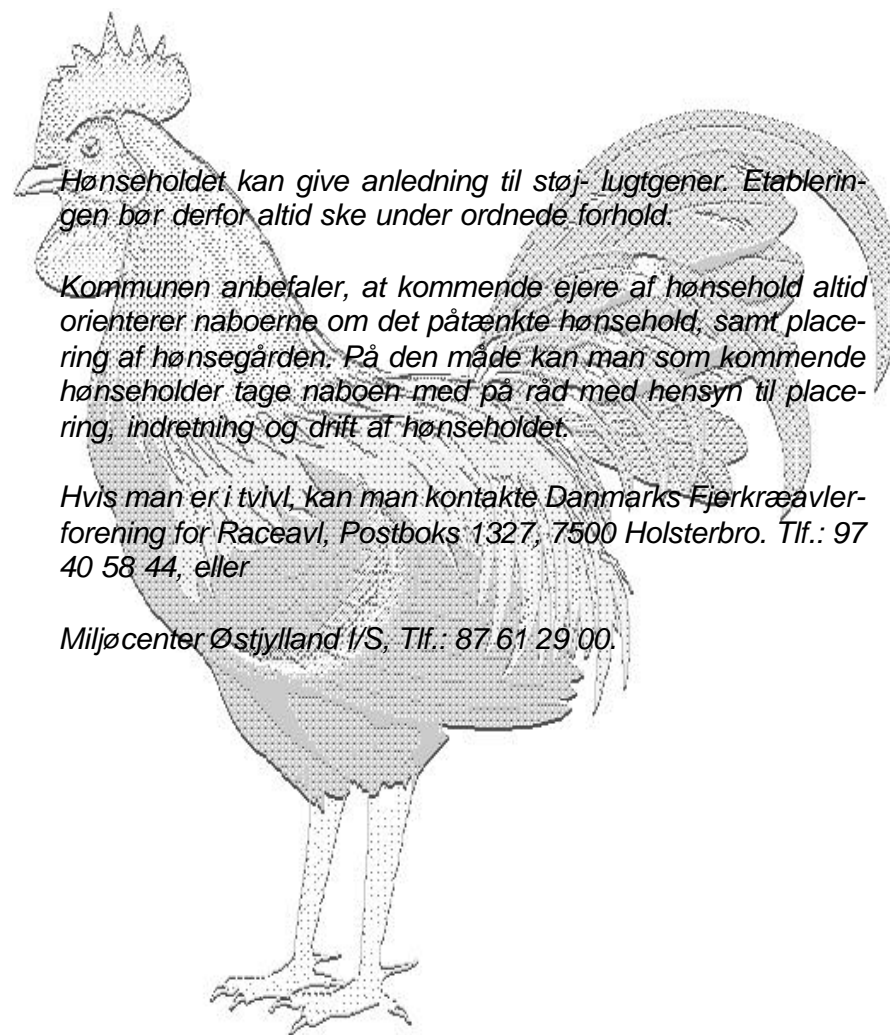 Hønseholdet kan give anledning til støj- lugtgener. Etablerin-
gen bør derfor altid ske under ordnede forhold.
Kommunen anbefaler, at kommende ejere af hønsehold altid
orienterer naboerne om det påtænkte hønsehold, samt place-
ring af hønsegården. På den måde kan man som kommende
hønseholder tage naboen med på råd med hensyn til place-
ring, indretning og drift af hønseholdet.
Hvis man er i tvivl, kan man kontakte Danmarks Fjerkræavler-
forening for Raceavl, Postboks 1327, 7500 Holsterbro. Tlf.: 97
40 58 44, eller
Miljøcenter Østjylland I/S, Tlf.: 87 61 29 00.